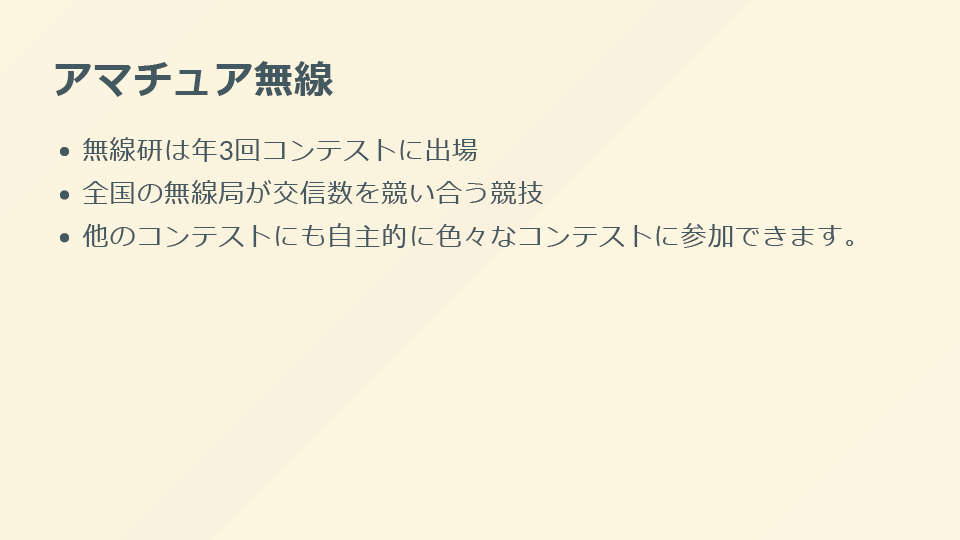 アマチュア無線
• 無線研は年3回コンテストに出場
• 全国の無線局が交信数を競い合う競技
• 他のコンテストにも自主的に色々なコンテストに参加できます。